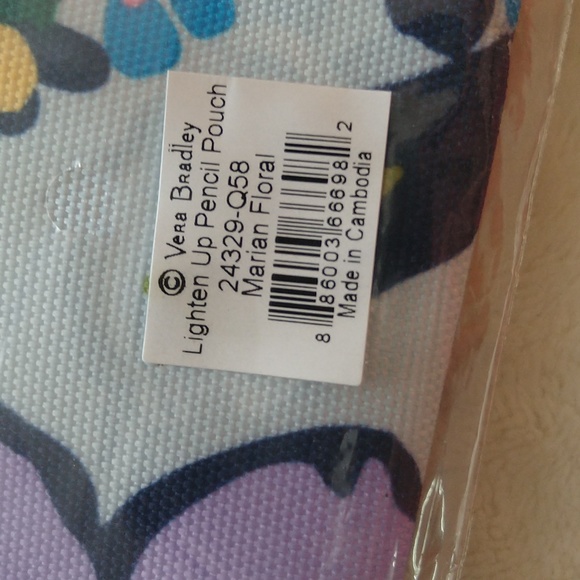 © Vera Bradley
Lighten Up Pencil Pouch
24329-Q58
Marian Floral
8 86003 66698 2
Made in Cambodia